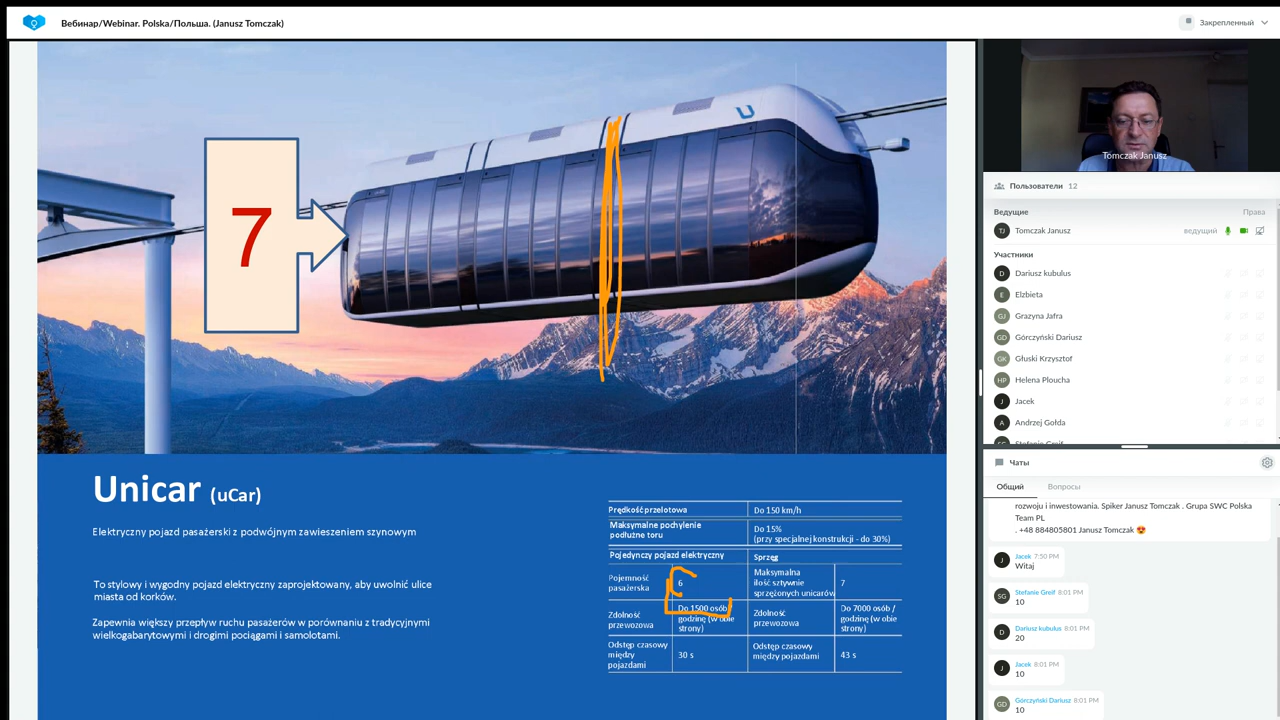 Вебинар/Webinar. Polska/Польша. (Janusz Tomczak)
Закрепленный
7
U
Unicar (uCar)
Elektryczny pojazd pasażerski z podwójnym zawieszeniem szynowym
To stylowy i wygodny pojazd elektryczny zaprojektowany, aby uwolnić ulice
miasta od korków.
Zapewnia większy przepływ ruchu pasażerów w porównaniu z tradycyjnymi
wielkogabarytowymi i drogimi pociągami i samolotami.
Prędkość przelotowa
Do 150 km/h
Maksymalne pochylenie
podłużne toru
Do 15%
(przy specjalnej konstrukcji - do 30%)
Pojedynczy pojazd elektryczny
Sprzęg
Pojemność
pasażerska
6
Maksymalna
ilość sztywnie
sprzężonych unicarów
7
Zdolność
przewozowa
Do 1500 osób
godzinę (w obie
strony)
Zdolność
przewozowa
Do 7000 osób /
godzinę (w obie
strony)
Odstęp czasowy
między
pojazdami
30 s
Odstęp czasowy
między pojazdami
43 s
Tomczak Janusz
Пользователи 12
Ведущие
Права
TJ
Tomczak Janusz
ведущий
Участники
D
Dariusz kubulus
E
Elzbieta
GJ
Grazyna Jafra
GD
Górczyński Dariusz
GK
Głuski Krzysztof
HP
Helena Ploucha
J
Jacek
A
Andrzej Gołda
SG
Stefanie Greif
Чаты
Общий
Вопросы
rozwoju i inwestowania. Spiker Janusz Tomczak . Grupa SWC Polska
Team PL
. +48 884805801 Janusz Tomczak 😍
J
Jacek 7:50 PM
Witaj
SG
Stefanie Greif 8:01 PM
10
D
Dariusz kubulus 8:01 PM
20
J
Jacek 8:01 PM
10
GD
Górczyński Dariusz 8:01 PM
10